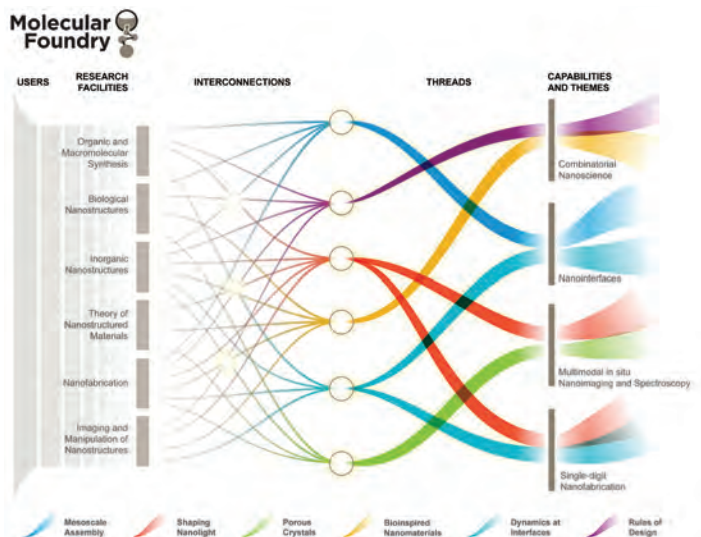 Molecular
Foundry
USERS
RESEARCH
FACILITIES
INTERCONNECTIONS
THREADS
CAPABILITIES
AND THEMES
Organic and
Macromolecular
Synthesis
Biological
Nanostructures
Inorganic
Nanostructures
Theory of
Nanostructured
Materials
Nanofabrication
Imaging and
Manipulation of
Nanostructures
Combinatorial
Nanoscience
Nanointerfaces
Multimodal in situ
Nanoimaging and Spectroscopy
Single-digit
Nanofabrication
Mesoscale
Assembly
Shaping
Nanolight
Porous
Crystals
Bioinspired
Nanomaterials
Dynamics at
Interfaces
Rules of
Design